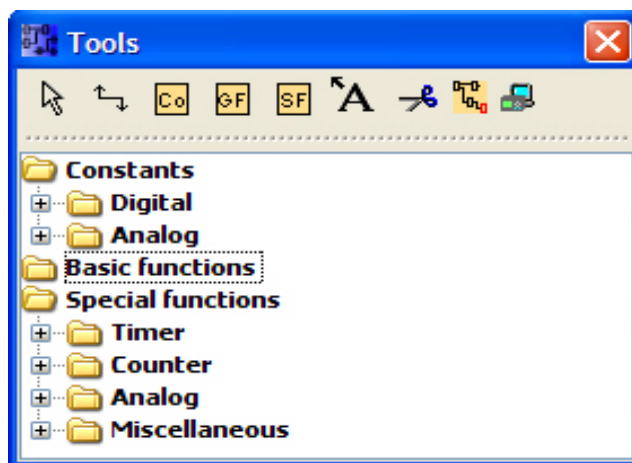 Tools
Co GF SF A
Constants
Digital
Analog
Basic functions
Special functions
Timer
Counter
Analog
Miscellaneous